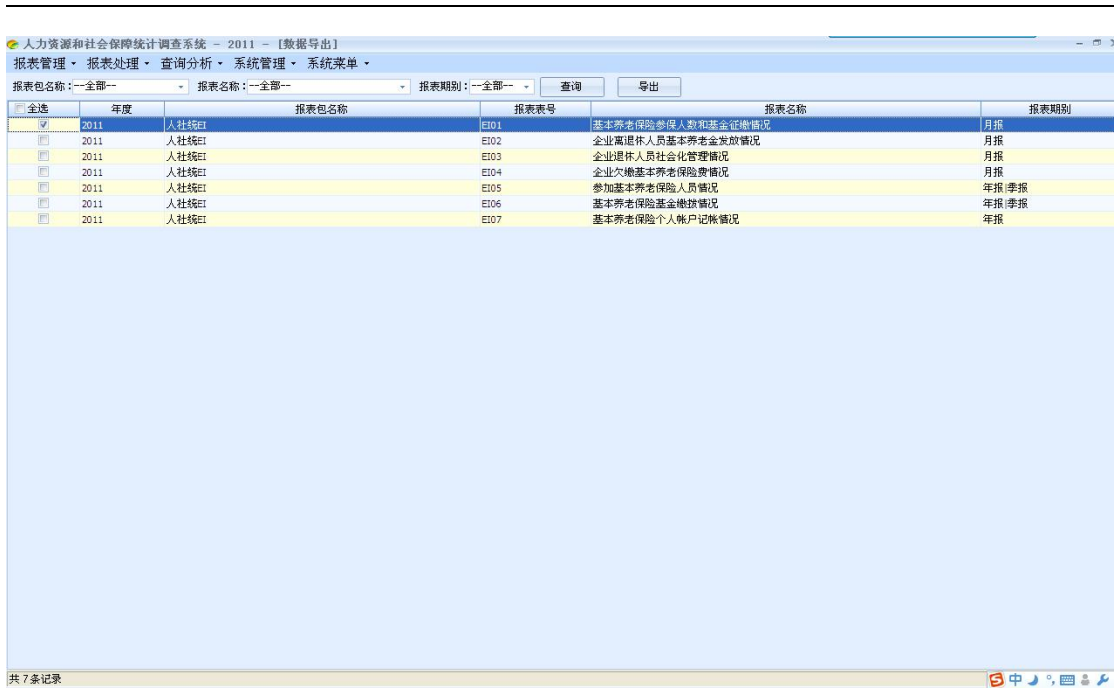 人力资源和社会保障统计调查系统 - 2011 - [数据导出]
报表管理 报表处理 查询分析 系统管理 系统菜单
报表包名称：--全部-- 报表名称：--全部-- 报表期别：--全部-- 查询 导出
全选 年度 报表包名称 报表表号 报表名称 报表期别
2011 人社统EI EI01 基本养老保险参保人数和基金征缴情况 月报
2011 人社统EI EI02 企业离退休人员基本养老金发放情况 月报
2011 人社统EI EI03 企业退休人员社会化管理情况 月报
2011 人社统EI EI04 企业欠缴基本养老保险费情况 月报
2011 人社统EI EI05 参加基本养老保险人员情况 年报|季报
2011 人社统EI EI06 基本养老保险基金缴拨情况 年报|季报
2011 人社统EI EI07 基本养老保险个人帐户记帐情况 年报
共7条记录 中